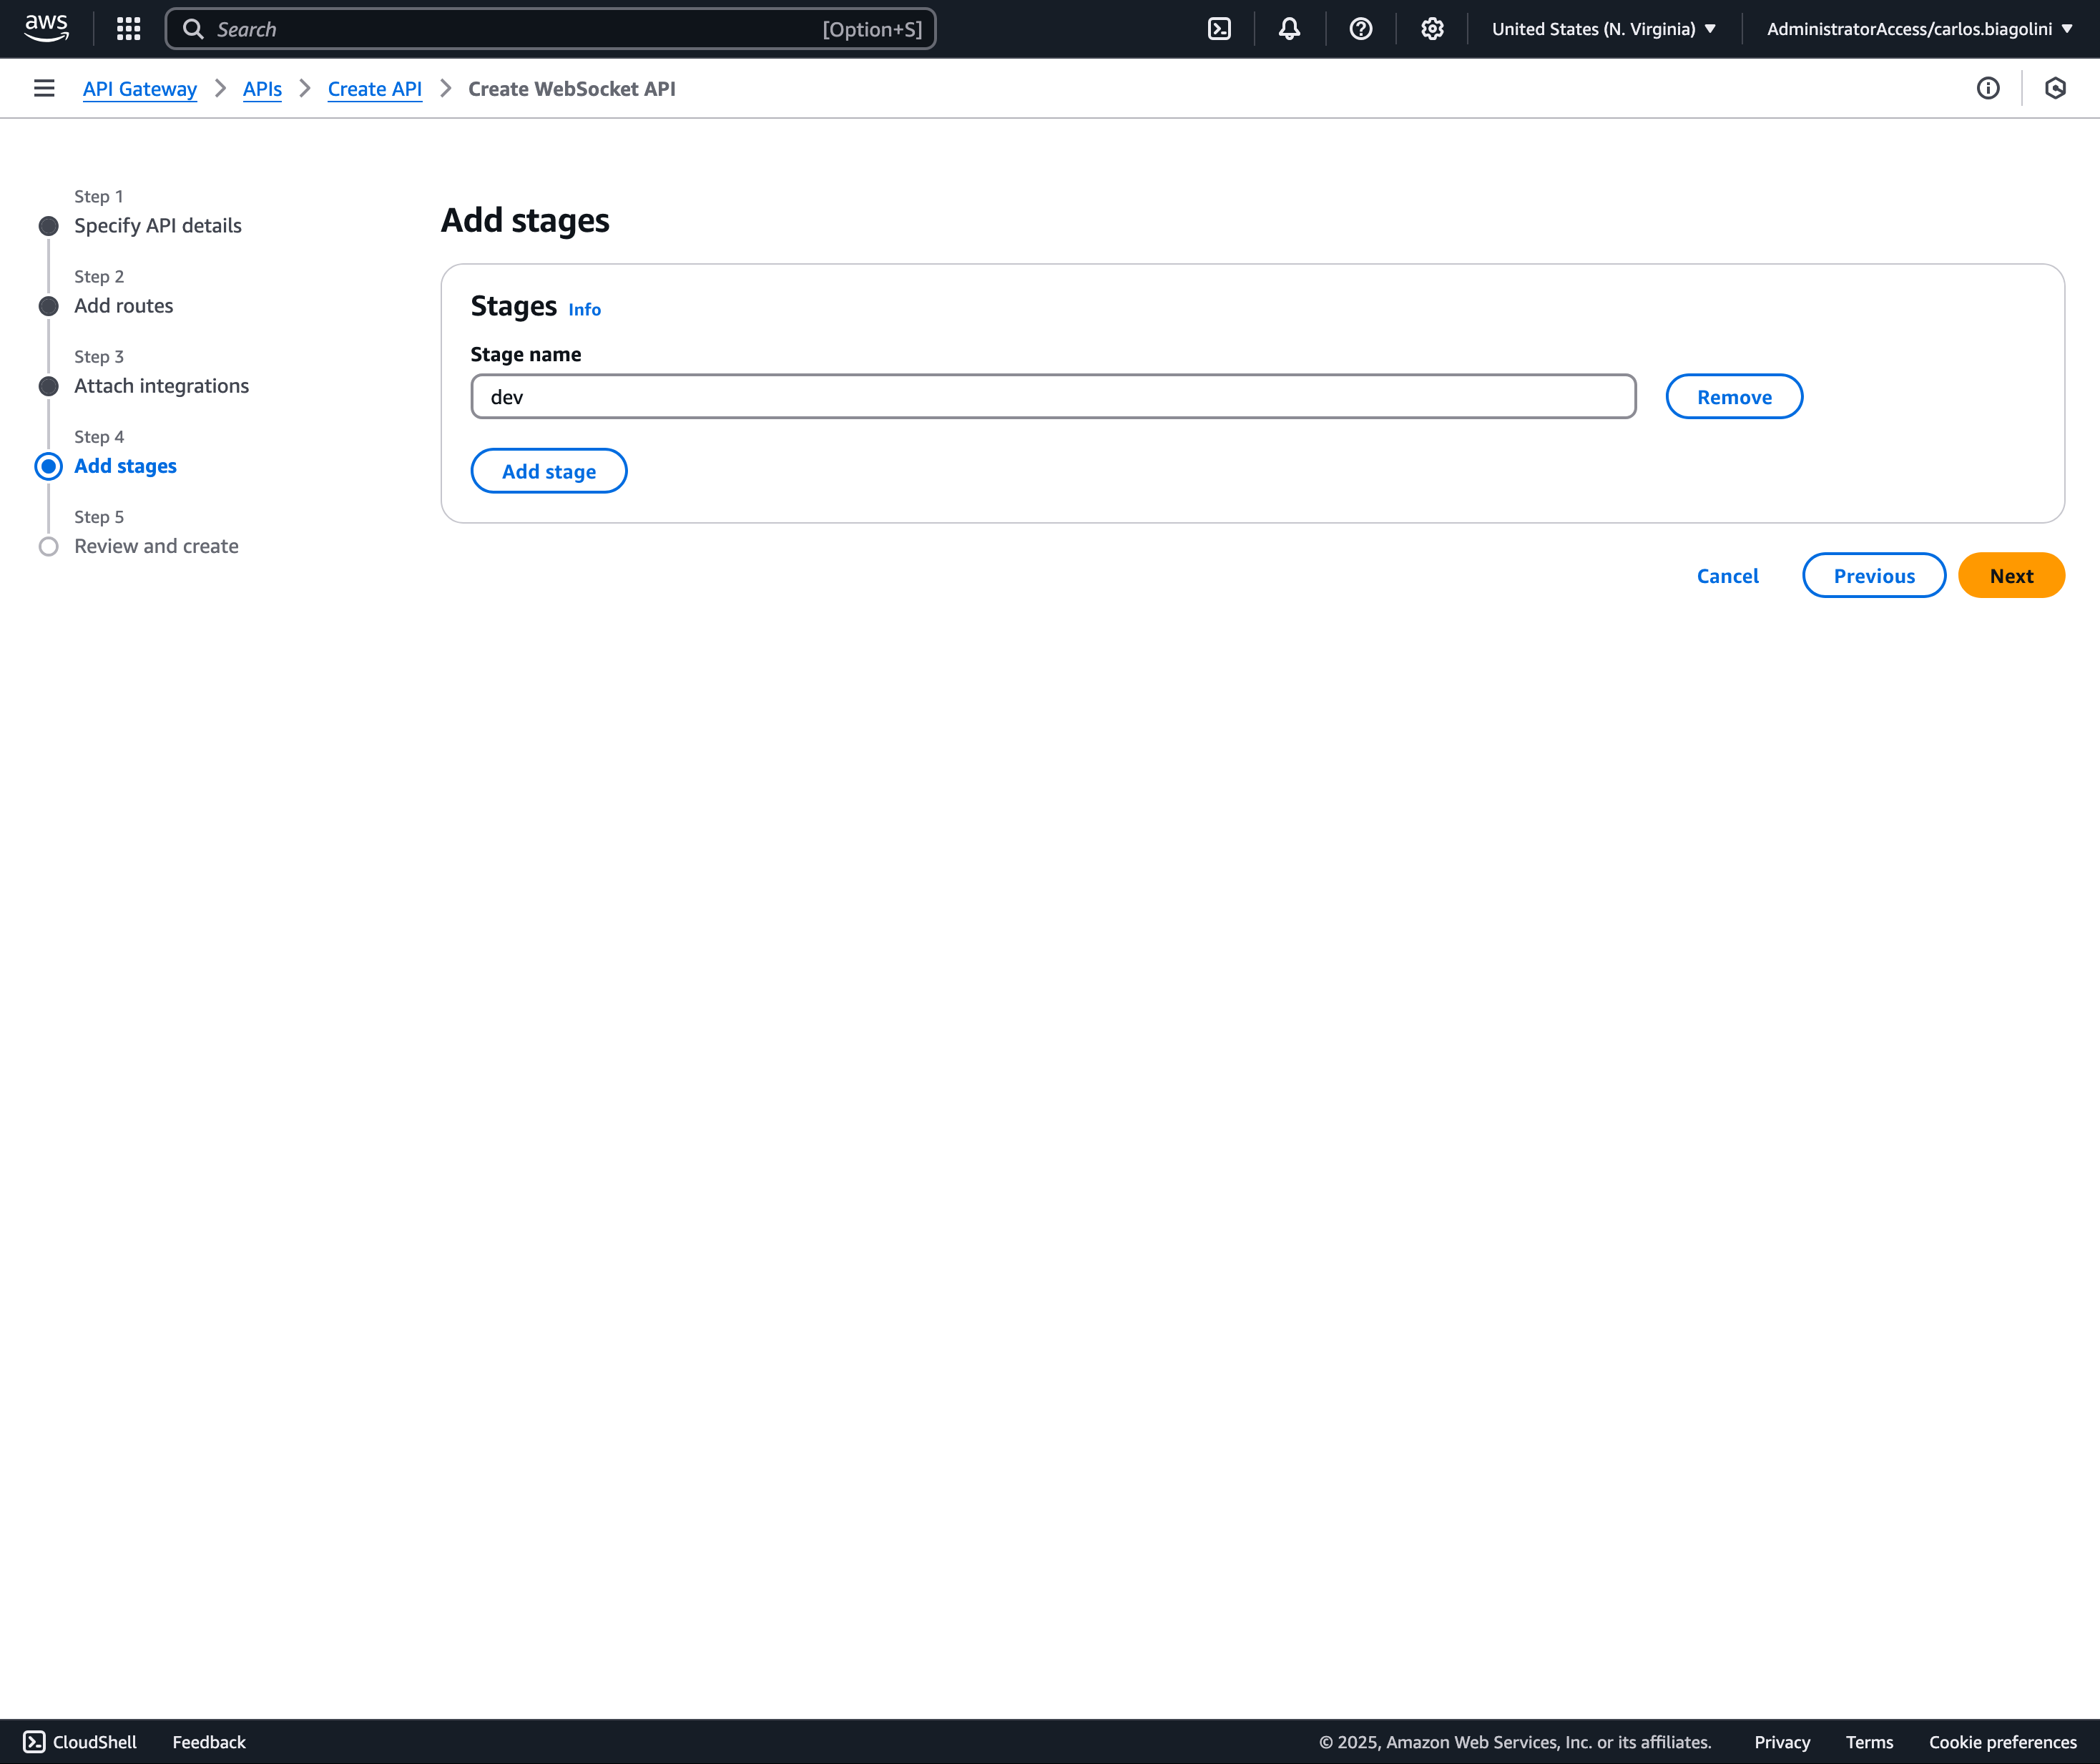 aws
Search [Option+S]
United States (N. Virginia)
AdministratorAccess/carlos.biagolini
API Gateway > APIs > Create API > Create WebSocket API
Step 1
Specify API details
Step 2
Add routes
Step 3
Attach integrations
Step 4
Add stages
Step 5
Review and create
Add stages
Stages Info
Stage name
dev
Remove
Add stage
Cancel
Previous
Next
CloudShell
Feedback
© 2025, Amazon Web Services, Inc. or its affiliates.
Privacy
Terms
Cookie preferences